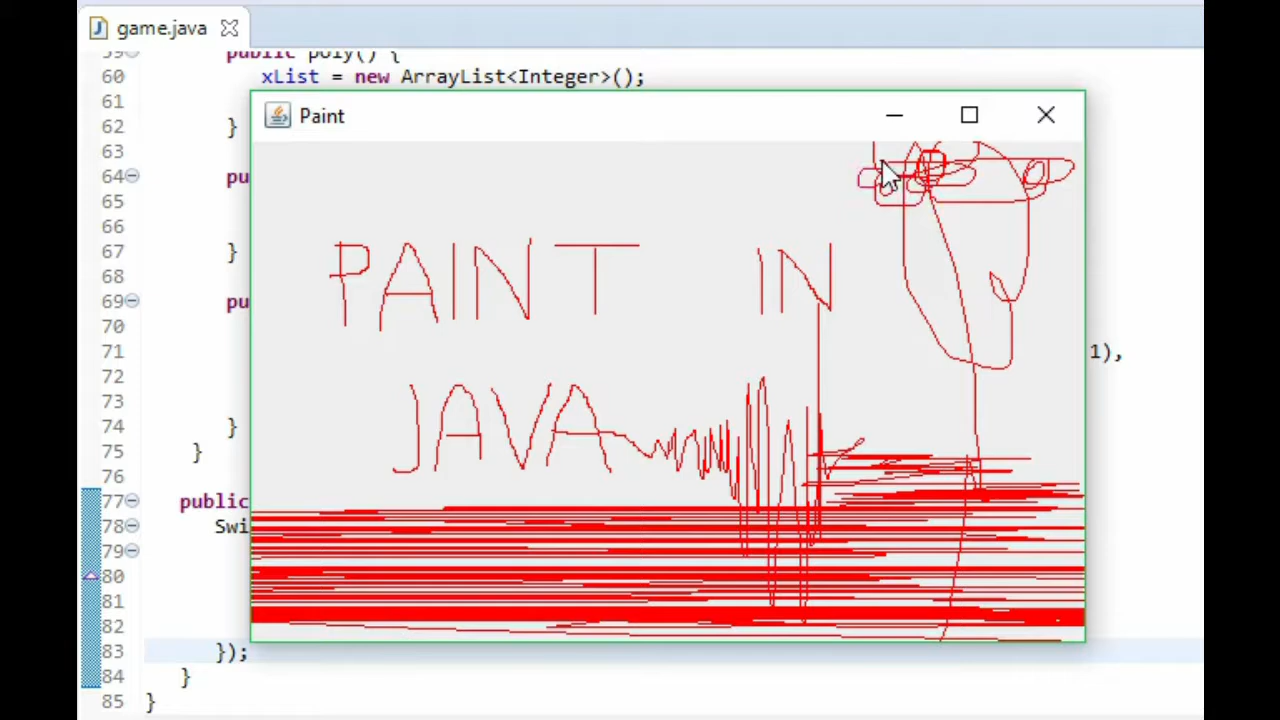 game.java
59 public poly() {
60 xList = new ArrayList<Integer>();
Paint
61
62 }
63
64 pu
65
66
67 }
68
69 pu
70
71 1),
72
73
74 }
75 }
76
77 public
78 Swi
79
80
81
82
83 });
84 }
85 }
PAINT IN
JAVA